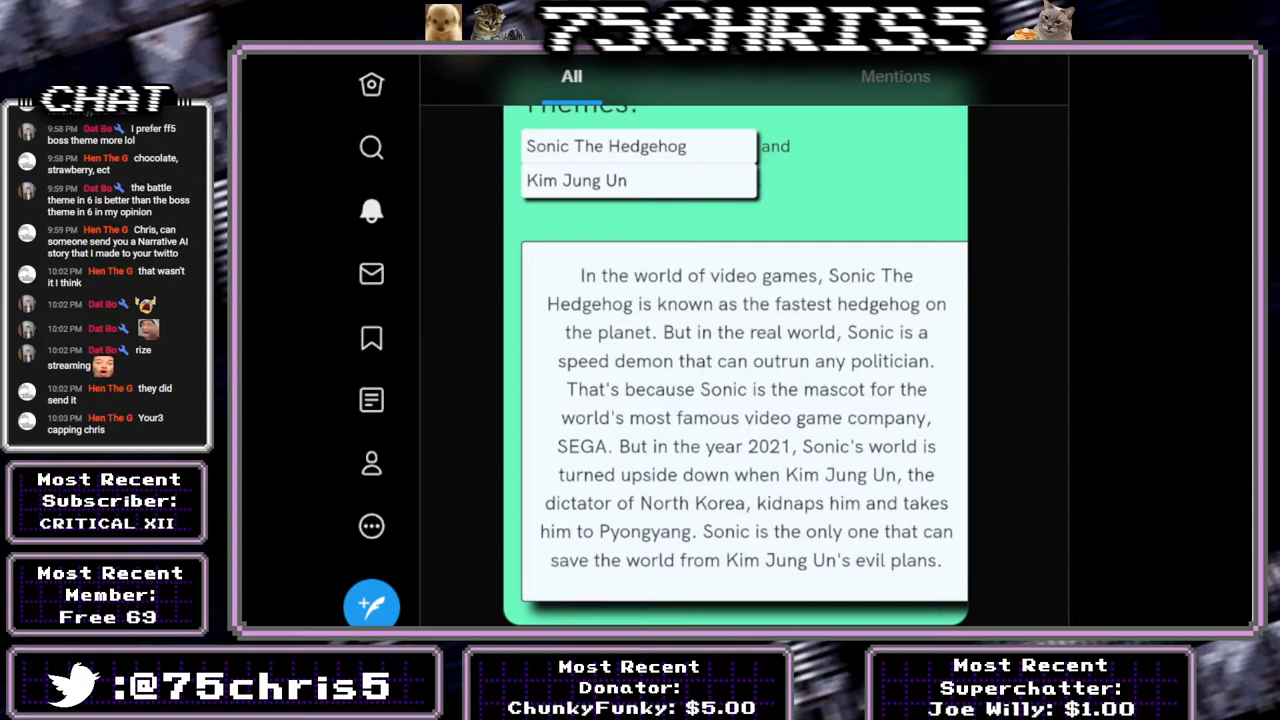 75CHRIS5
CHAT
9:58 PM Dat Bo I prefer ff5
boss theme more lol
9:58 PM Hen The G chocolate,
strawberry, ect
9:59 PM Dat Bo the battle
theme in 6 is better than the boss
theme in 6 in my opinion
9:59 PM Hen The G Chris, can
someone send you a Narrative AI
story that I made to your twitto
10:02 PM Hen The G that wasn't
it I think
10:02 PM Dat Bo
10:02 PM Dat Bo
10:02 PM Dat Bo rize
streaming
10:02 PM Hen The G they did
send it
10:03 PM Hen The G Your3
capping chris
Most Recent
Subscriber:
CRITICAL XII
Most Recent
Member:
Free 69
All
Mentions
Themes:
Sonic The Hedgehog
and
Kim Jung Un
In the world of video games, Sonic The
Hedgehog is known as the fastest hedgehog on
the planet. But in the real world, Sonic is a
speed demon that can outrun any politician.
That's because Sonic is the mascot for the
world's most famous video game company,
SEGA. But in the year 2021, Sonic's world is
turned upside down when Kim Jung Un, the
dictator of North Korea, kidnaps him and takes
him to Pyongyang. Sonic is the only one that can
save the world from Kim Jung Un's evil plans.
:@75chris5
Most Recent
Donator:
ChunkyFunky: $5.00
Most Recent
Superchatter:
Joe Willy: $1.00